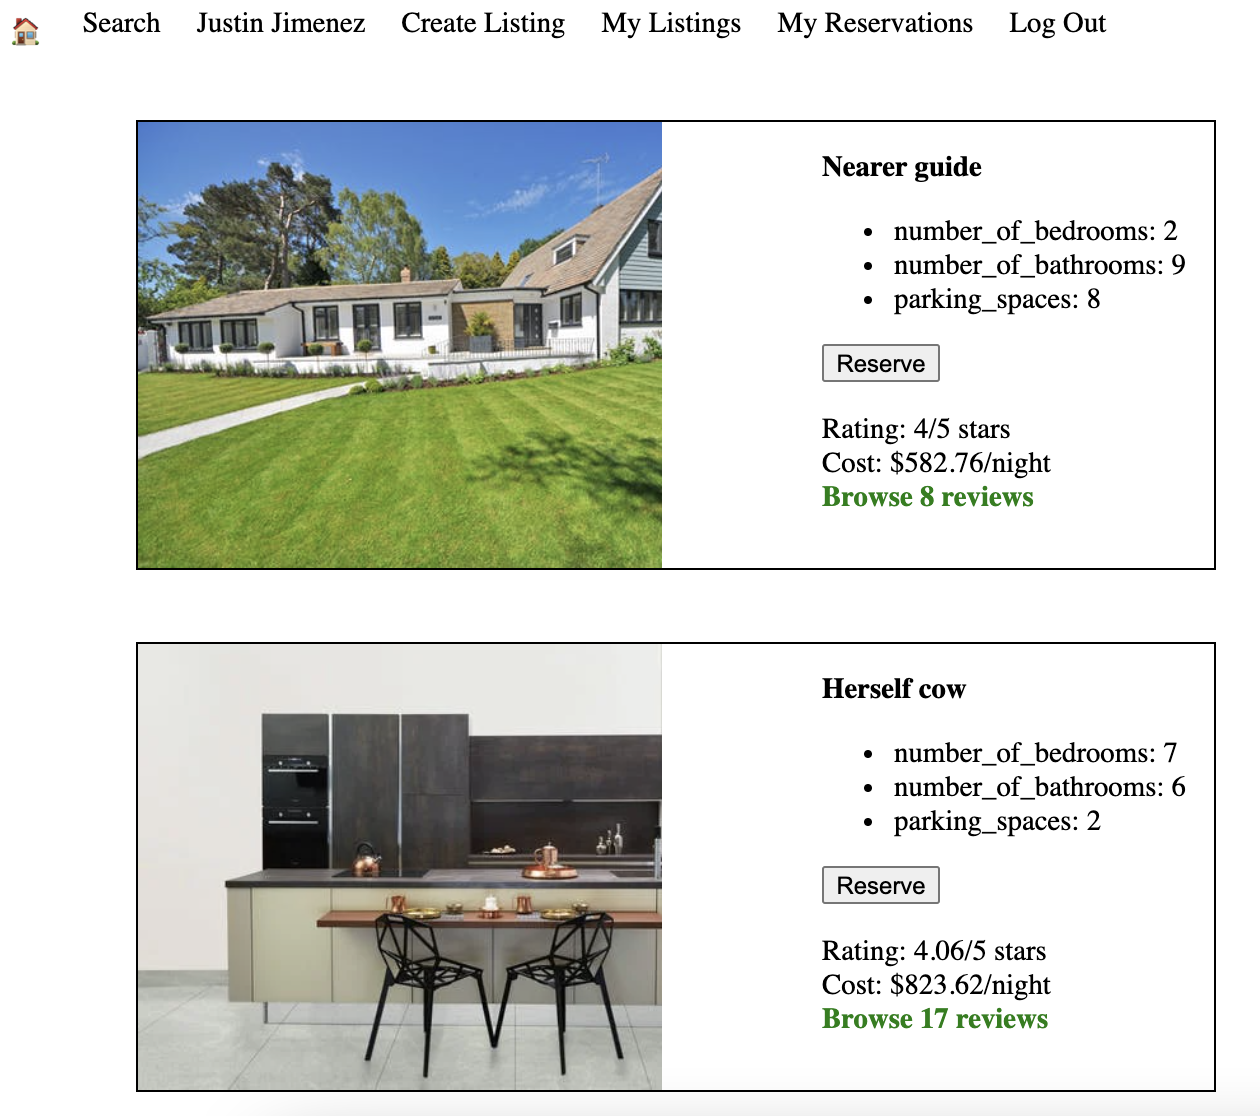 Search Justin Jimenez Create Listing My Listings My Reservations Log Out
Nearer guide
number_of_bedrooms: 2
number_of_bathrooms: 9
parking_spaces: 8
Reserve
Rating: 4/5 stars
Cost: $582.76/night
Browse 8 reviews
Herself cow
number_of_bedrooms: 7
number_of_bathrooms: 6
parking_spaces: 2
Reserve
Rating: 4.06/5 stars
Cost: $823.62/night
Browse 17 reviews